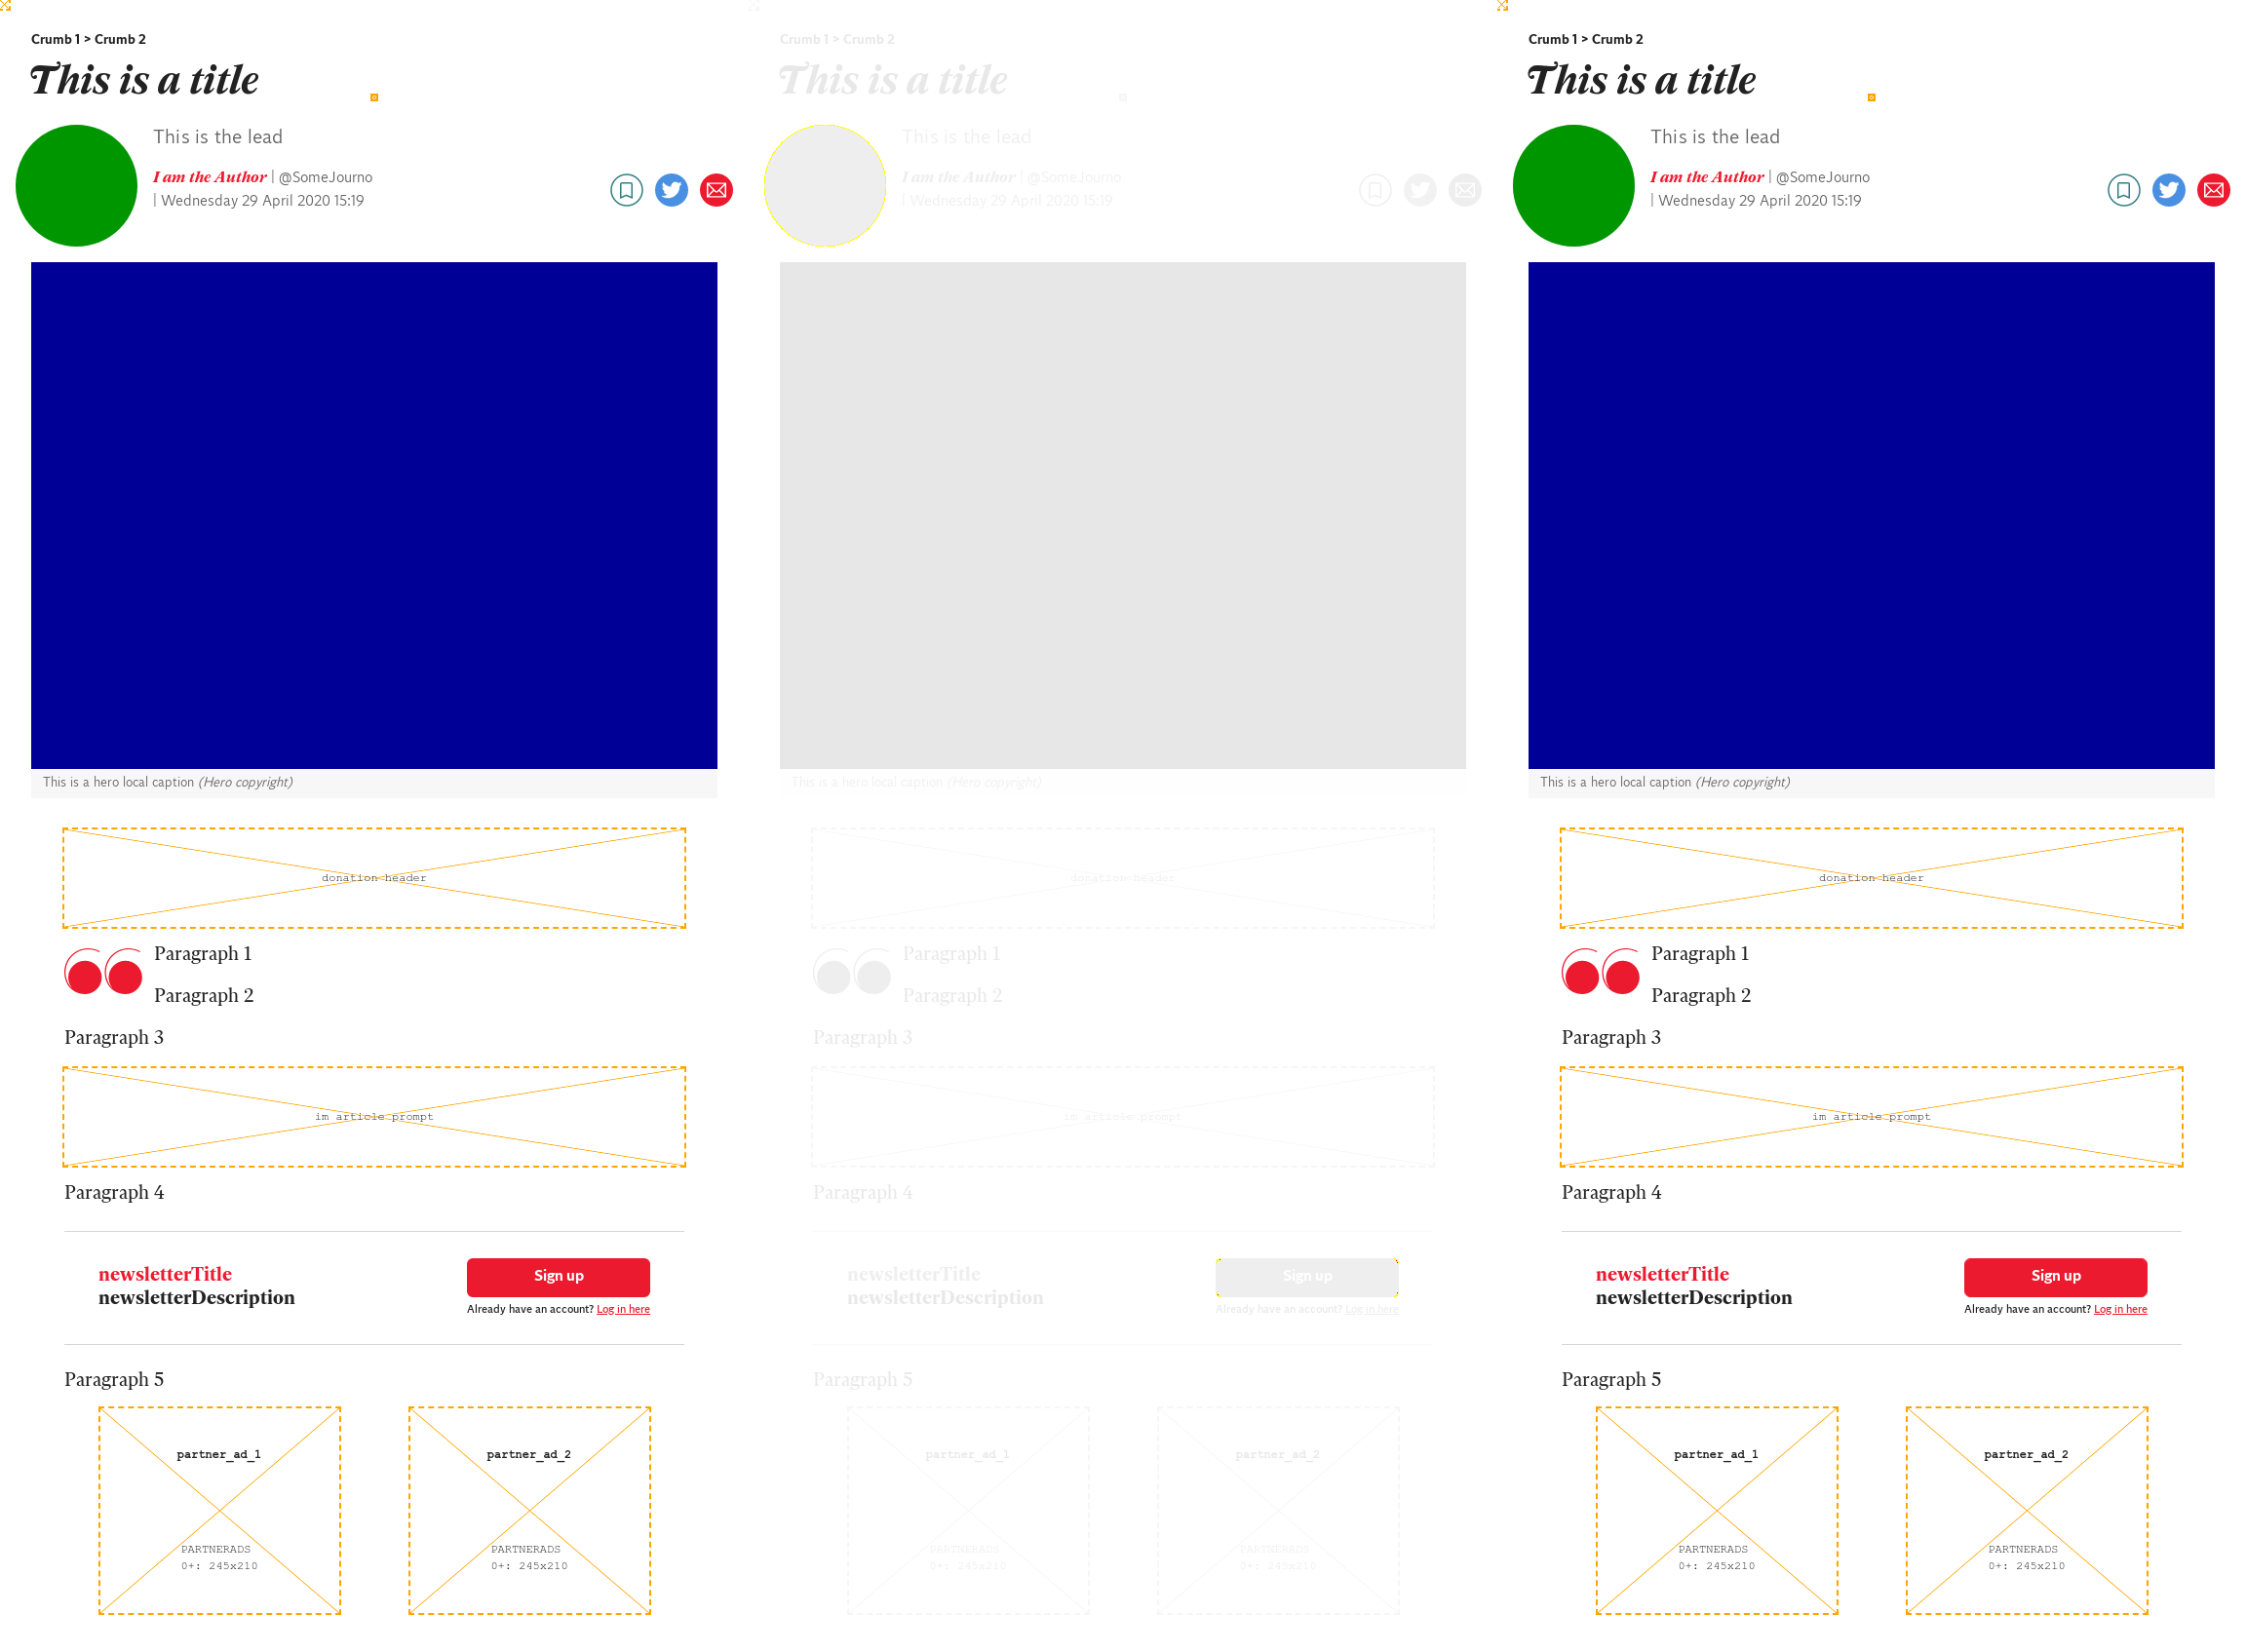 Crumb 1 > Crumb 2
This is a title
This is the lead
I am the Author | @SomeJourno
| Wednesday 29 April 2020 15:19
This is a hero local caption (Hero copyright)
donation header
Paragraph 1
Paragraph 2
Paragraph 3
im article prompt
Paragraph 4
newsletterTitle
newsletterDescription
Sign up
Already have an account? Log in here
Paragraph 5
partner_ad_1
PARTNERADS
0+: 245x210
partner_ad_2
PARTNERADS
0+: 245x210
Crumb 1 > Crumb 2
This is a title
This is the lead
I am the Author | @SomeJourno
| Wednesday 29 April 2020 15:19
This is a hero local caption (Hero copyright)
donation header
Paragraph 1
Paragraph 2
Paragraph 3
im article prompt
Paragraph 4
newsletterTitle
newsletterDescription
Sign up
Already have an account? Log in here
Paragraph 5
partner_ad_1
PARTNERADS
0+: 245x210
partner_ad_2
PARTNERADS
0+: 245x210
Crumb 1 > Crumb 2
This is a title
This is the lead
I am the Author | @SomeJourno
| Wednesday 29 April 2020 15:19
This is a hero local caption (Hero copyright)
donation header
Paragraph 1
Paragraph 2
Paragraph 3
im article prompt
Paragraph 4
newsletterTitle
newsletterDescription
Sign up
Already have an account? Log in here
Paragraph 5
partner_ad_1
PARTNERADS
0+: 245x210
partner_ad_2
PARTNERADS
0+: 245x210